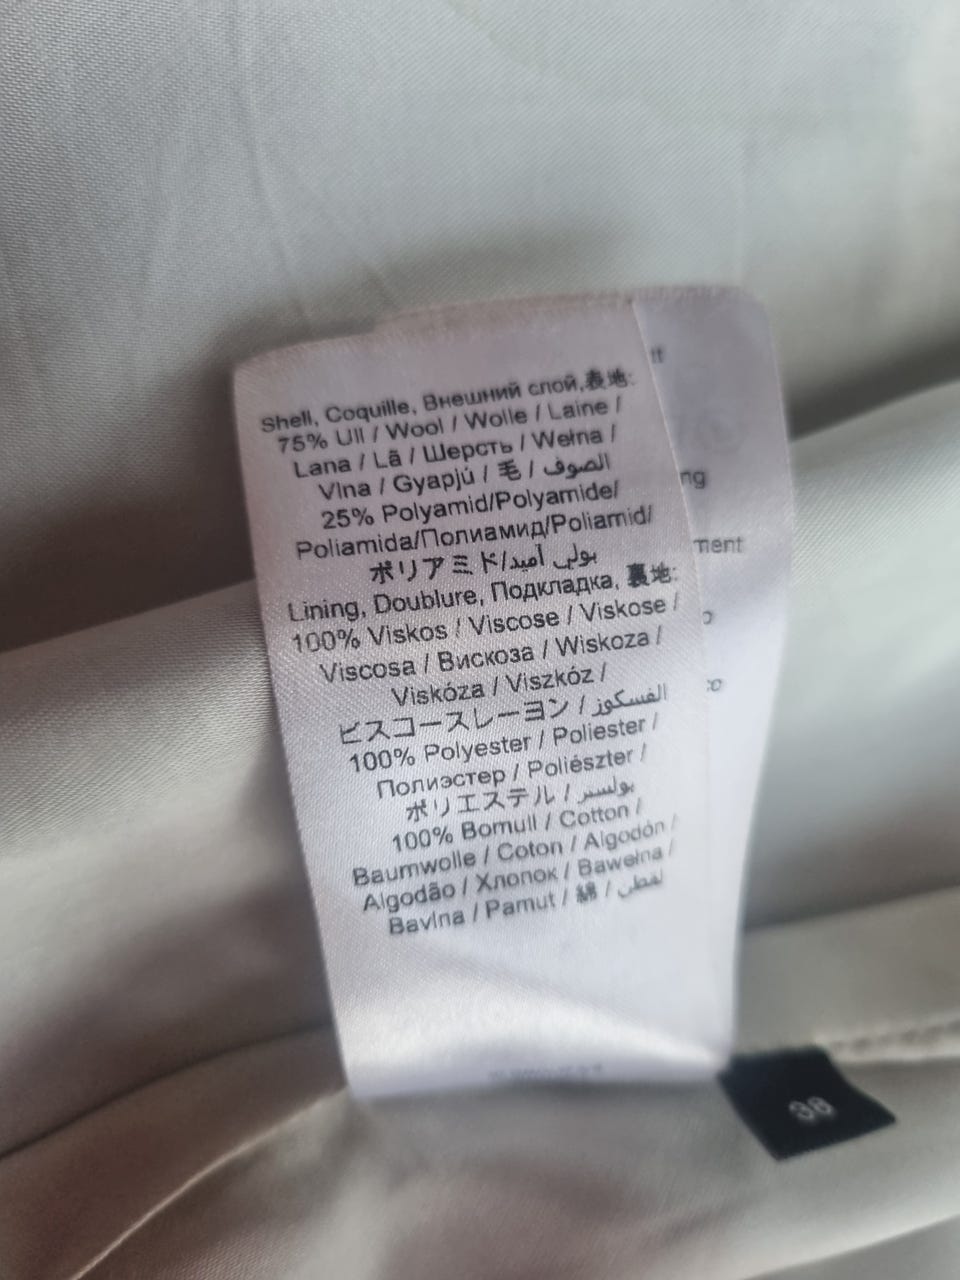 Shell, Coquille, Внешний слой,表地:
75% Ull / Wool / Wolle / Laine /
Lana / Lã / Шерсть / Wełna /
Vlna / Gyapjú / 毛 / الصوف
25% Polyamid/Polyamide/
Poliamida/Полиамид/Poliamid/
ポリアミド/بولي أميد
Lining, Doublure, Подкладка, 裏地:
100% Viskos / Viscose / Viskose /
Viscosa / Вискоза / Wiskoza /
Viskóza / Viszkóz /
ビスコースレーヨン / الفسكوز
100% Polyester / Poliester /
Полиэстер / Poliészter /
ポリエステル / بولستر
100% Bomull / Cotton /
Baumwolle / Coton / Algodón /
Algodão / Хлопок / Bawełna /
Bavlna / Pamut / 綿 / لقطن
38